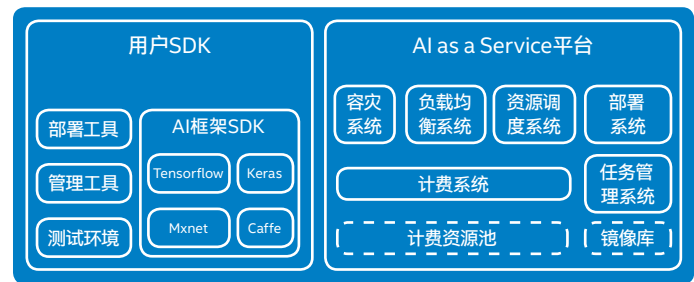 用户SDK
部署工具
管理工具
测试环境
AI框架SDK
Tensorflow
Keras
Mxnet
Caffe
AI as a Service平台
容灾
系统
负载均
衡系统
资源调
度系统
部署
系统
计费系统
任务管
理系统
计费资源池
镜像库